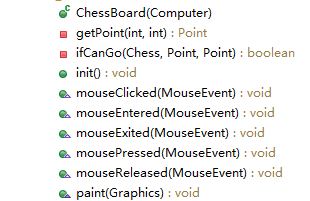 ChessBoard(Computer)
getPoint(int, int) : Point
ifCanGo(Chess, Point, Point) : boolean
init() : void
mouseClicked(MouseEvent) : void
mouseEntered(MouseEvent) : void
mouseExited(MouseEvent) : void
mousePressed(MouseEvent) : void
mouseReleased(MouseEvent) : void
paint(Graphics) : void